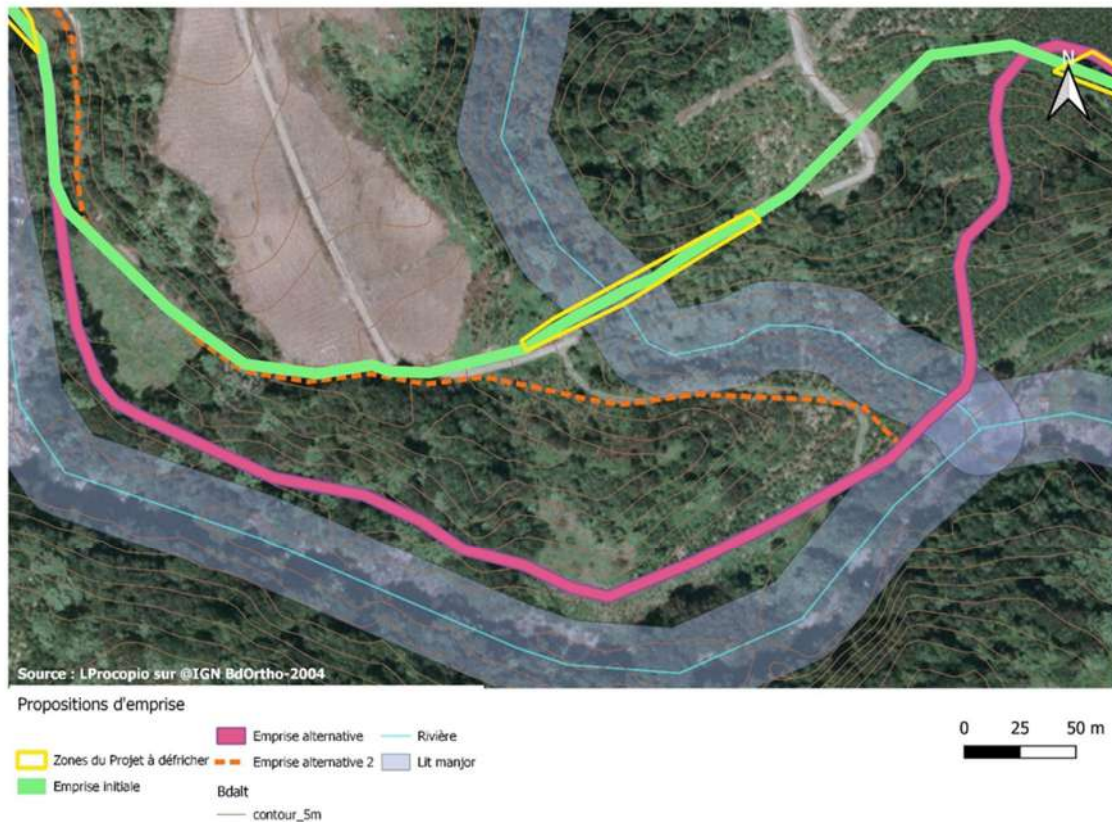 N
Source : LProcopio sur @IGN BdOrtho-2004
Propositions d'emprise
Zones du Projet à défricher
Emprise initiale
Emprise alternative
Emprise alternative 2
Bdalt
contour_5m
Rivière
Lit manjor
0 25 50 m